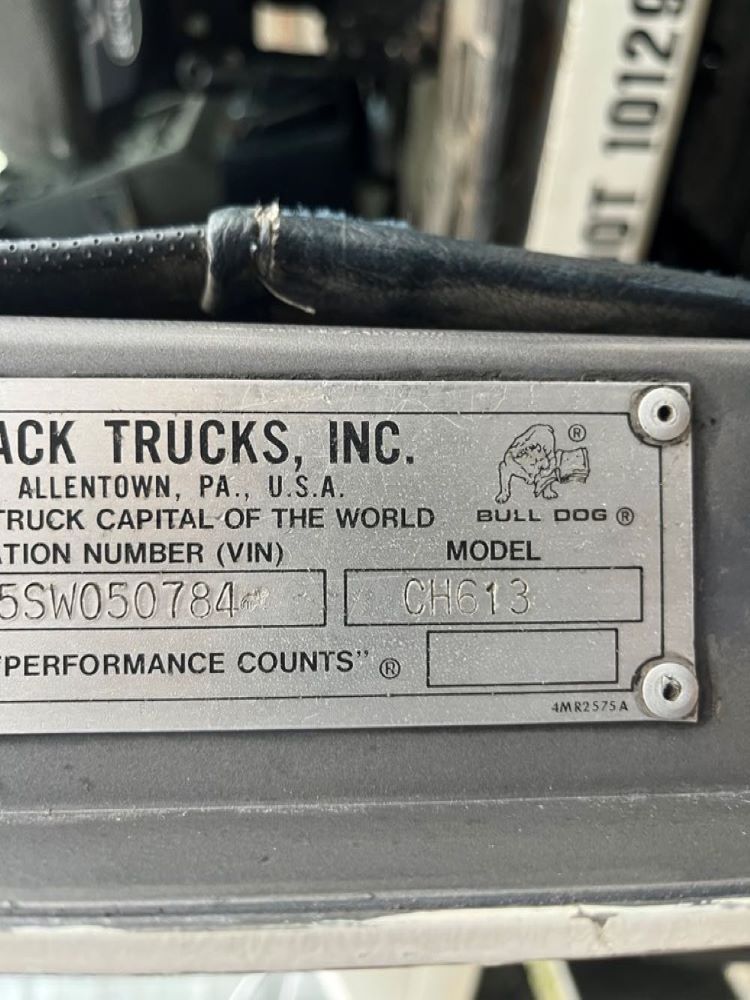 OT 10129
ACK TRUCKS, INC.
ALLENTOWN, PA., U.S.A.
TRUCK CAPITAL OF THE WORLD
®
BULL DOG ®
ATION NUMBER (VIN)
MODEL
5SW050784
CH613
"PERFORMANCE COUNTS" ®
4MR2575A